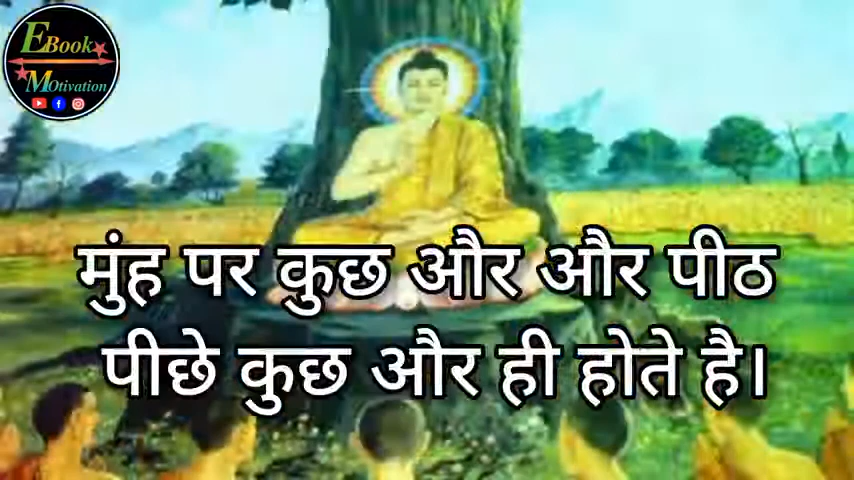 EBook
MOtivation
मुंह पर कुछ और और पीठ
पीछे कुछ और ही होते है।